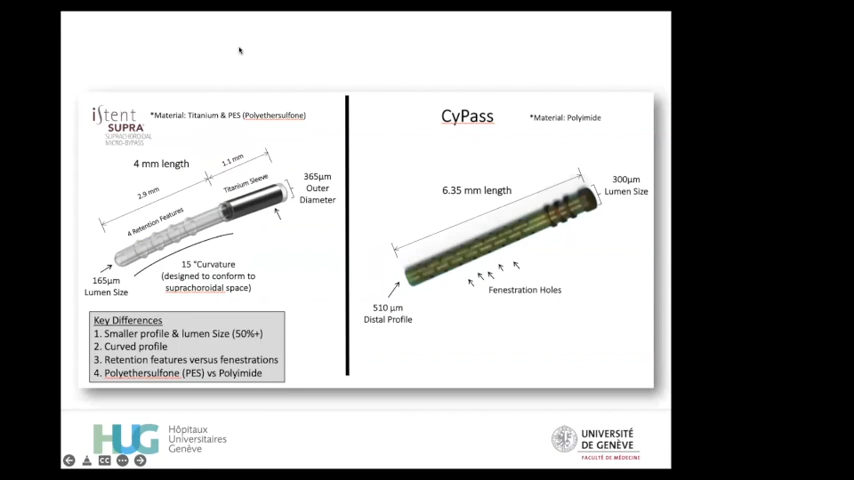 iStent
SUPRA
SUPRACHOROIDAL
MICRO-BYPASS
*Material: Titanium & PES (Polyethersulfone)
4 mm length
1.1 mm
2.9 mm
Titanium Sleeve
365µm
Outer
Diameter
4 Retention Features
165µm
Lumen Size
15 °Curvature
(designed to conform to
suprachoroidal space)
Key Differences
1. Smaller profile & lumen Size (50%+)
2. Curved profile
3. Retention features versus fenestrations
4. Polyethersulfone (PES) vs Polyimide
CyPass
*Material: Polyimide
6.35 mm length
300µm
Lumen Size
510 µm
Distal Profile
Fenestration Holes
HUG
Hôpitaux
Universitaires
Genève
CC
UNIVERSITÉ
DE GENÈVE
FACULTÉ DE MÉDECINE